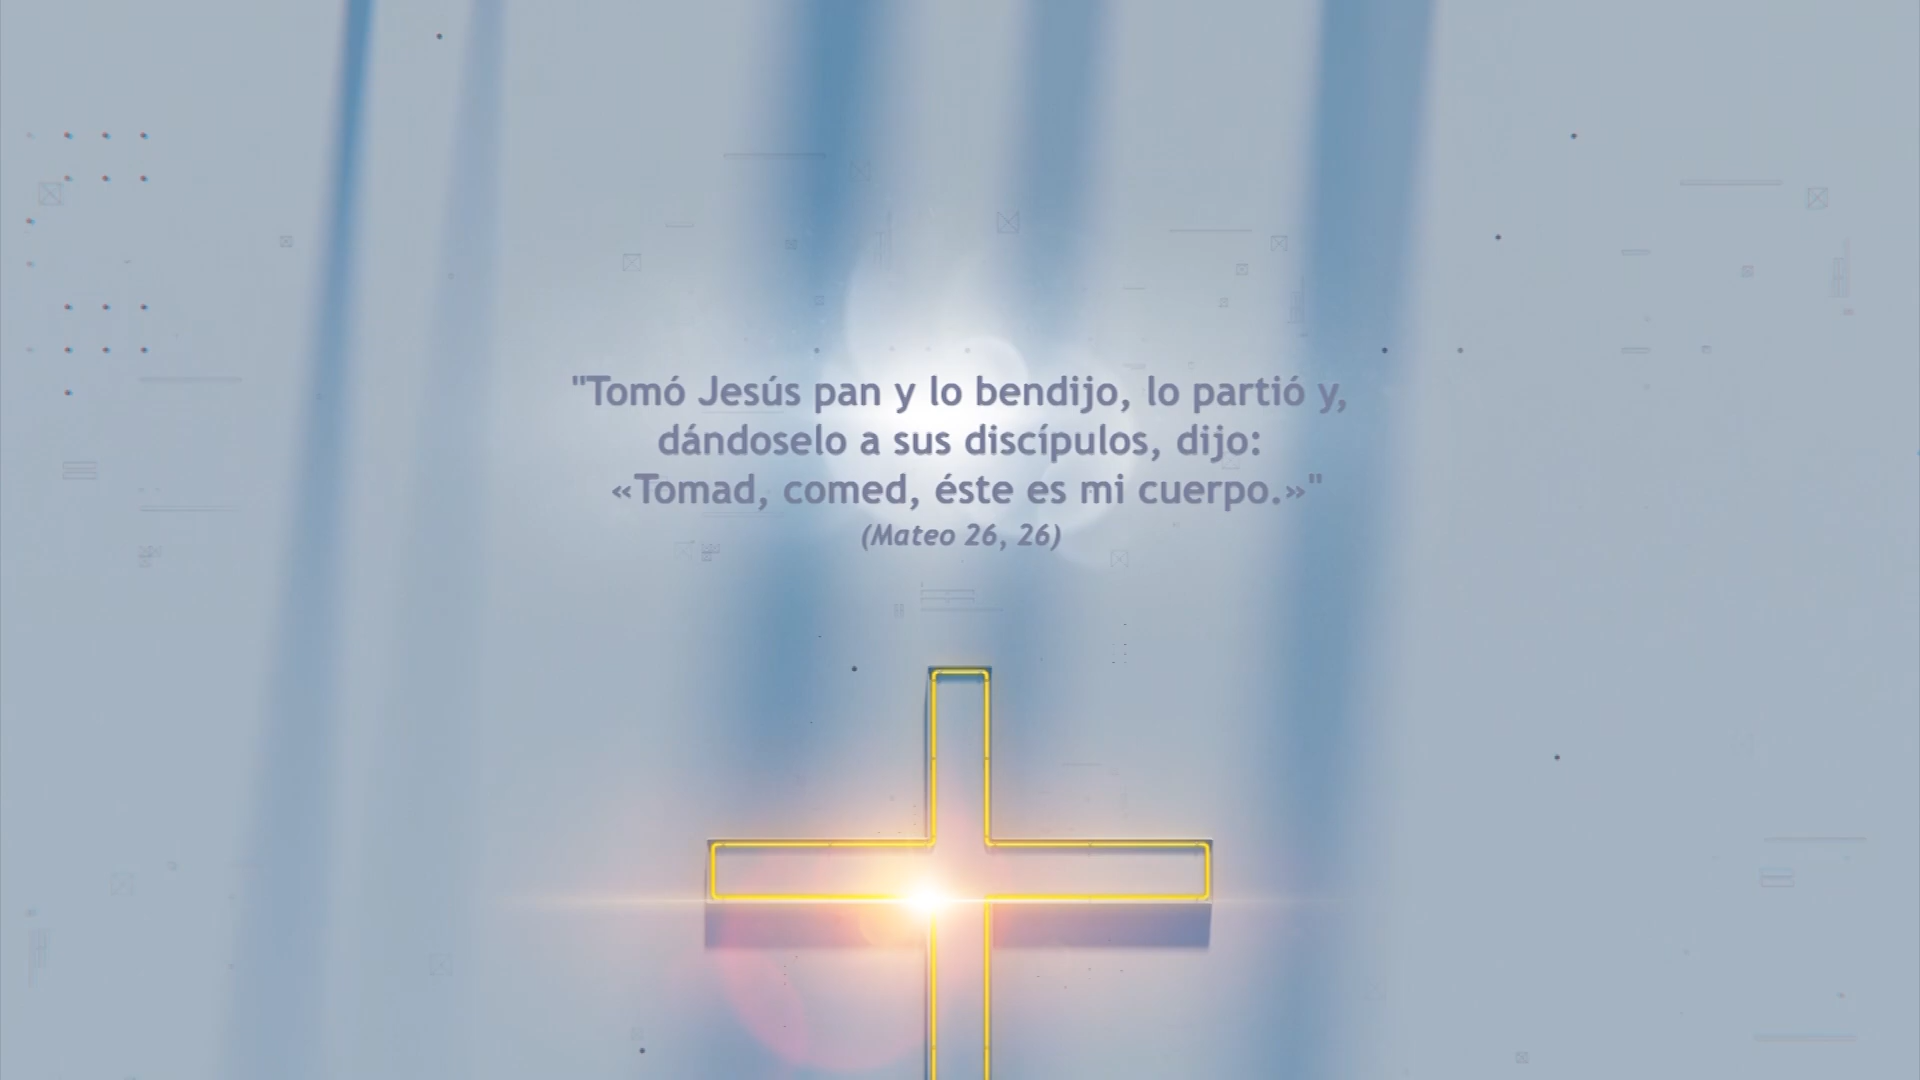 "Tomó Jesús pan y lo bendijo, lo partió y,
dándoselo a sus discípulos, dijo:
«Tomad, comed, éste es mi cuerpo.»"
(Mateo 26, 26)